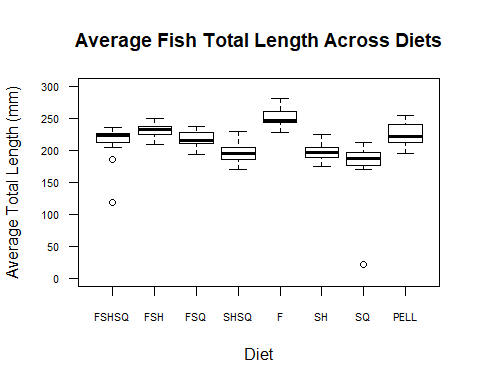 Average Fish Total Length Across Diets
Average Total Length (mm)
300
250
200
150
100
50
0
FSHSQ FSH FSQ SHSQ F SH SQ PELL
Diet